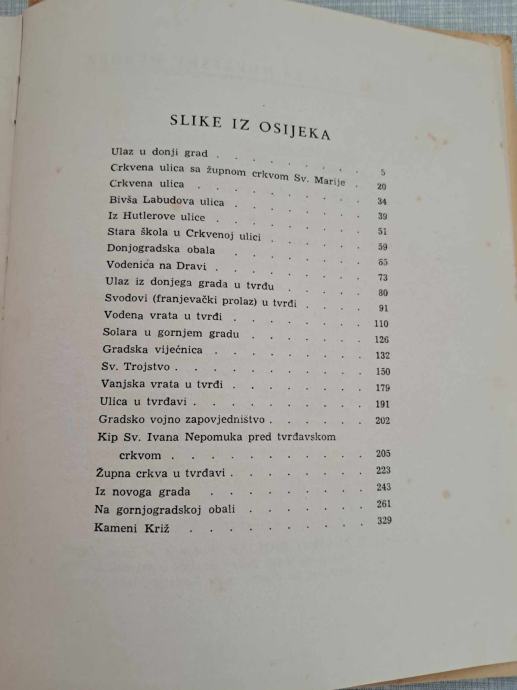 SLIKE IZ OSIJEKA
Ulaz u donji grad . . . . . . . . 5
Crkvena ulica sa župnom crkvom Sv. Marije . 20
Crkvena ulica . . . . . . . . 34
Bivša Labudova ulica . . . . . . . 39
Iz Hutlerove ulice . . . . . . . . 51
Stara škola u Crkvenoj ulici . . . . . 59
Donjogradska obala . . . . . . . 65
Vodenica na Dravi . . . . . . . . 73
Ulaz iz donjega grada u tvrđu . . . . . 80
Svodovi (franjevački prolaz) u tvrđi . . . . 91
Vodena vrata u tvrđi . . . . . . . 110
Solara u gornjem gradu . . . . . . . 126
Gradska vijećnica . . . . . . . . 132
Sv. Trojstvo . . . . . . . . . . 150
Vanjska vrata u tvrđi . . . . . . . 179
Ulica u tvrđavi . . . . . . . . . 191
Gradsko vojno zapovjedništvo . . . . . . 202
Kip Sv. Ivana Nepomuka pred tvrđavskom
crkvom . . . . . . . . . . 205
Župna crkva u tvrđavi . . . . . . . 223
Iz novoga grada . . . . . . . . 243
Na gornjogradskoj obali . . . . . . . 261
Kameni Križ . . . . . . . . . 329